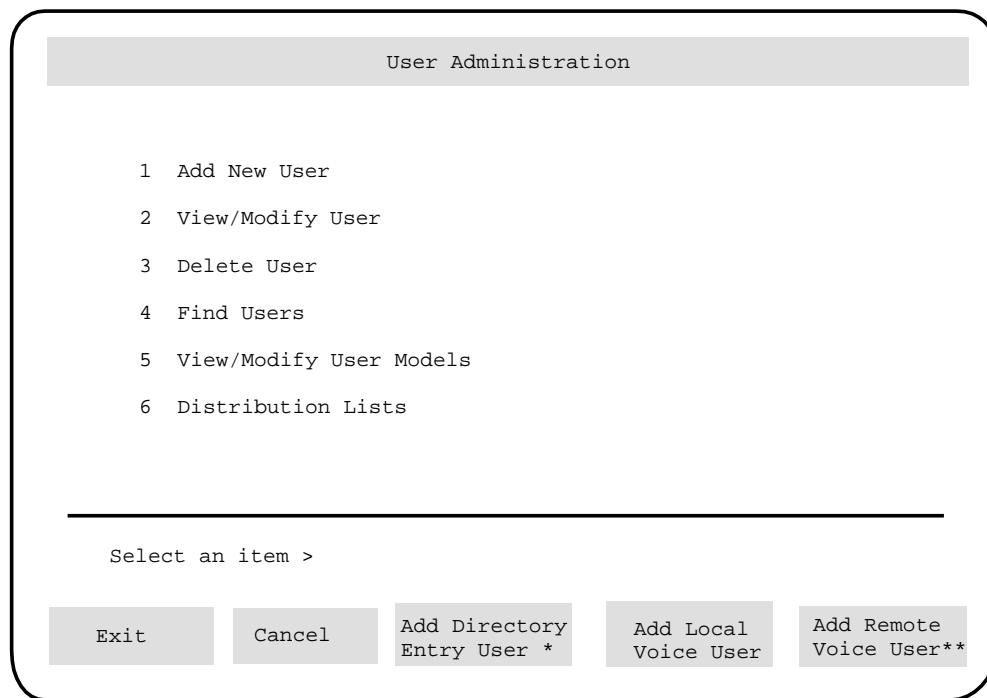 User Administration
1 Add New User
2 View/Modify User
3 Delete User
4 Find Users
5 View/Modify User Models
6 Distribution Lists
Select an item >
Exit
Cancel
Add Directory
Entry User *
Add Local
Voice User
Add Remote
Voice User**